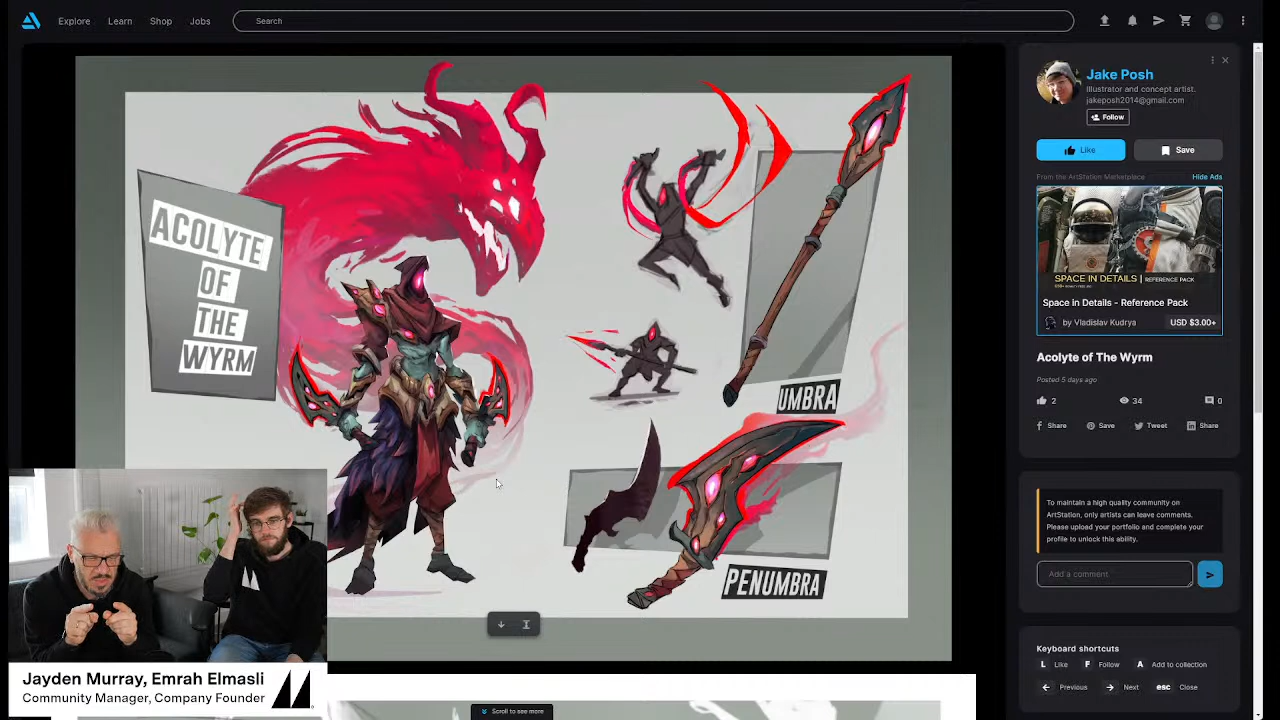 Explore Learn Shop Jobs Search
ACOLYTE
OF
THE
WYRM
UMBRA
PENUMBRA
Scroll to see more
Jayden Murray, Emrah Elmasli
Community Manager, Company Founder
Jake Posh
Illustrator and concept artist.
jakeposh2014@gmail.com
Follow
Like Save
From the ArtStation Marketplace Hide Ads
SPACE IN DETAILS | REFERENCE PACK
Space in Details - Reference Pack
by Vladislav Kudrya USD $3.00+
Acolyte of The Wyrm
Posted 5 days ago
2 34 0
Share Save Tweet Share
To maintain a high quality community on
ArtStation, only artists can leave comments.
Please upload your portfolio and complete your
profile to unlock this ability.
Add a comment
Keyboard shortcuts
L Like F Follow A Add to collection
Previous Next esc Close